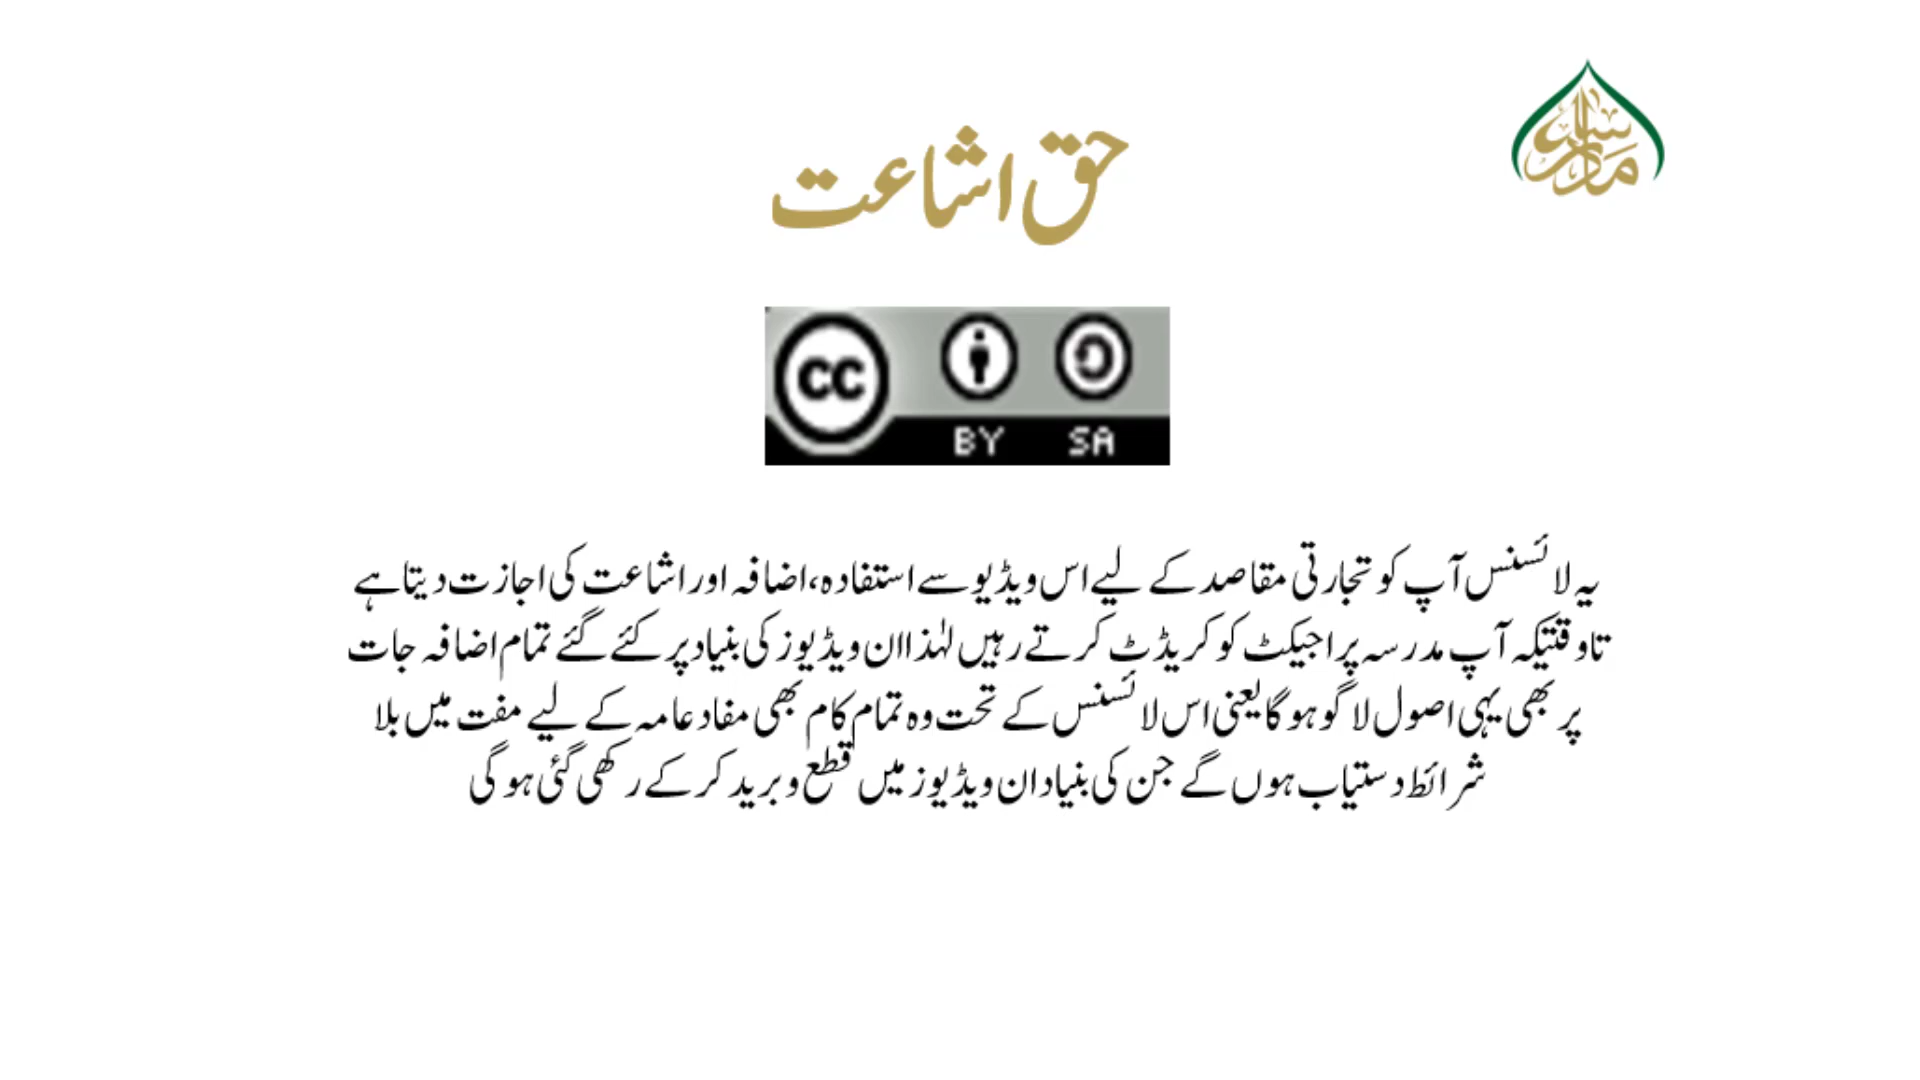 مدرسہ
حق اشاعت
cc BY SA
یہ لائسنس آپ کو تجارتی مقاصد کے لیے اس ویڈیو سے استفادہ، اضافہ اور اشاعت کی اجازت دیتا ہے
تاوقتیکہ آپ مدرسہ پراجیکٹ کو کریڈٹ کرتے رہیں لہٰذا ان ویڈیوز کی بنیاد پر کئے گئے تمام اضافہ جات
پر بھی یہی اصول لاگو ہو گا یعنی اس لائسنس کے تحت وہ تمام کام بھی مفاد عامہ کے لیے مفت میں بلا
شرائط دستیاب ہوں گے جن کی بنیاد ان ویڈیوز میں قطع و برید کر کے رکھی گئی ہو گی